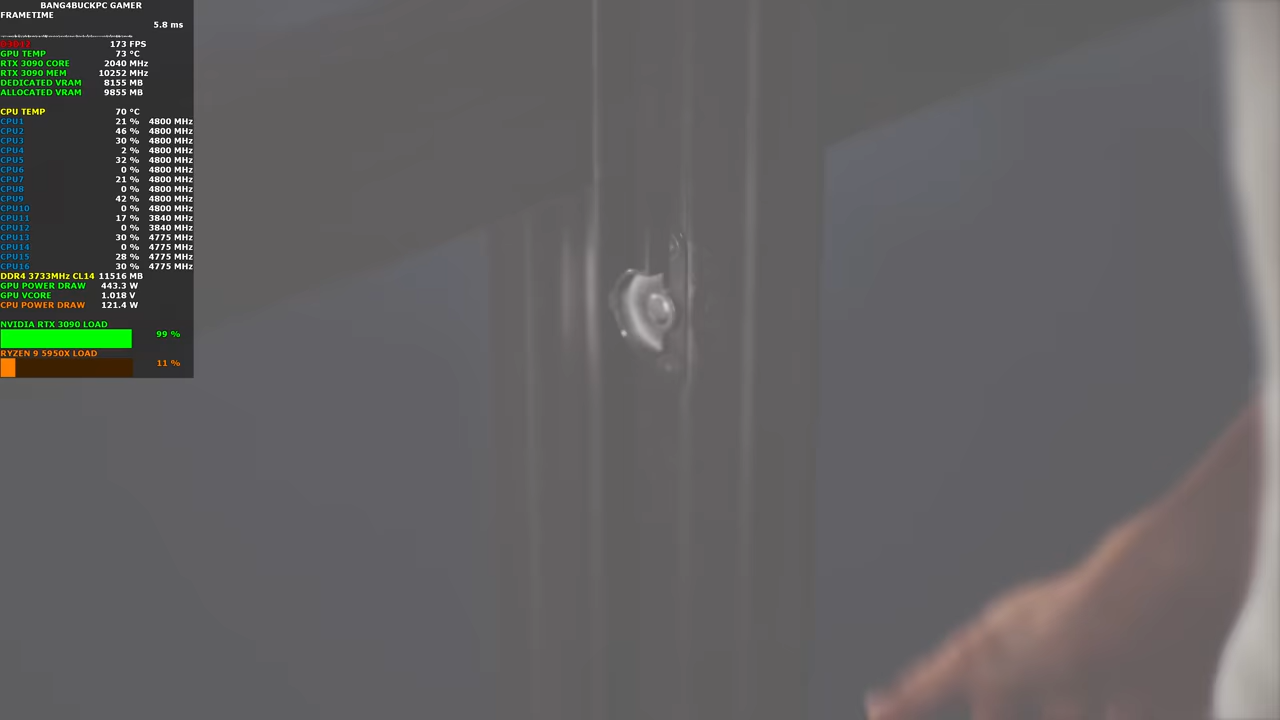 BANG4BUCKPC GAMER
FRAMETIME
5.8 ms
D3D12 173 FPS
GPU TEMP 73 °C
RTX 3090 CORE 2040 MHz
RTX 3090 MEM 10252 MHz
DEDICATED VRAM 8155 MB
ALLOCATED VRAM 9855 MB
CPU TEMP 70 °C
CPU1 21 % 4800 MHz
CPU2 46 % 4800 MHz
CPU3 30 % 4800 MHz
CPU4 2 % 4800 MHz
CPU5 32 % 4800 MHz
CPU6 0 % 4800 MHz
CPU7 21 % 4800 MHz
CPU8 0 % 4800 MHz
CPU9 42 % 4800 MHz
CPU10 0 % 4800 MHz
CPU11 17 % 3840 MHz
CPU12 0 % 3840 MHz
CPU13 30 % 4775 MHz
CPU14 0 % 4775 MHz
CPU15 28 % 4775 MHz
CPU16 30 % 4775 MHz
DDR4 3733MHz CL14 11516 MB
GPU POWER DRAW 443.3 W
GPU VCORE 1.018 V
CPU POWER DRAW 121.4 W
NVIDIA RTX 3090 LOAD
99 %
RYZEN 9 5950X LOAD
11 %